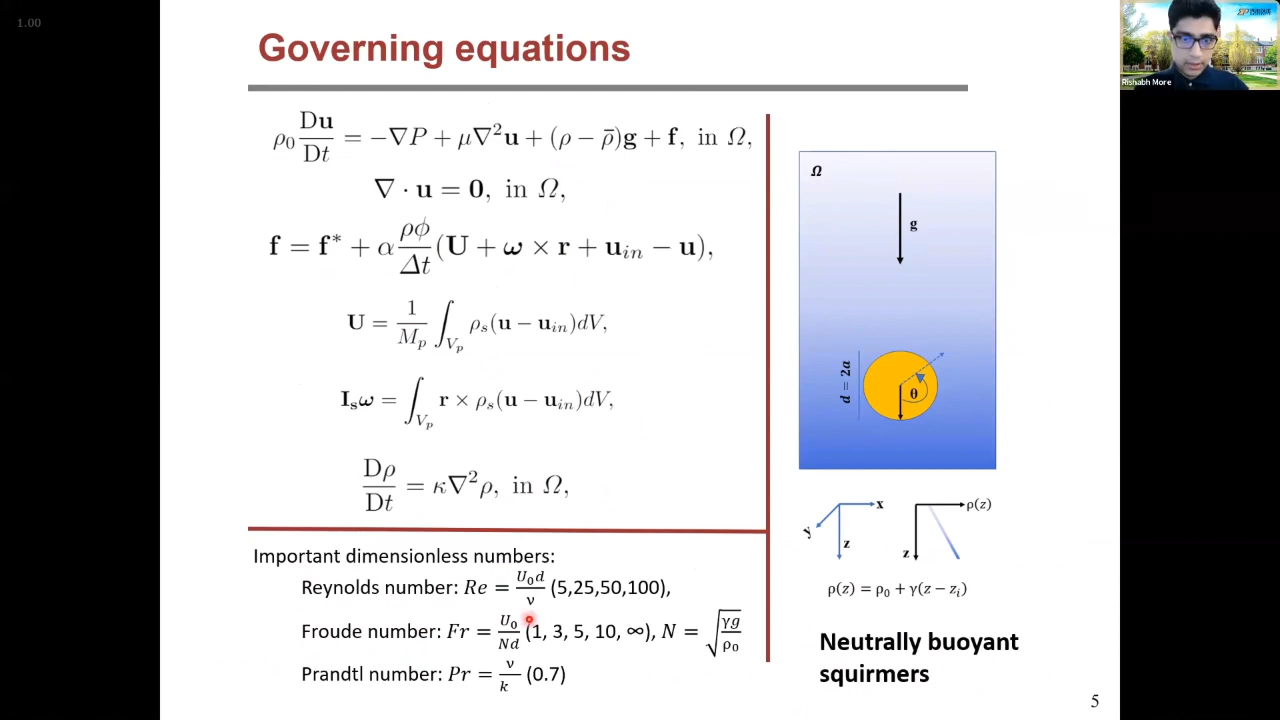 1.00
Governing equations
ρ₀ Du/Dt = −∇P + μ∇²u + (ρ − ρ̄)g + f, in Ω,
∇ · u = 0, in Ω,
f = f* + α ρϕ/Δt (U + ω × r + u_in − u),
U = 1/M_p ∫_{V_p} ρ_s(u − u_in)dV,
I_sω = ∫_{V_p} r × ρ_s(u − u_in)dV,
Dρ/Dt = κ∇²ρ, in Ω,
Important dimensionless numbers:
Reynolds number: Re = U₀d/ν (5,25,50,100),
Froude number: Fr = U₀/Nd (1, 3, 5, 10, ∞), N = √(γg/ρ₀)
Prandtl number: Pr = ν/k (0.7)
Ω
g
d = 2a
θ
x
y
z
ρ(z)
z
ρ(z) = ρ₀ + γ(z − z_i)
Neutrally buoyant
squirmers
5
Rishabh More